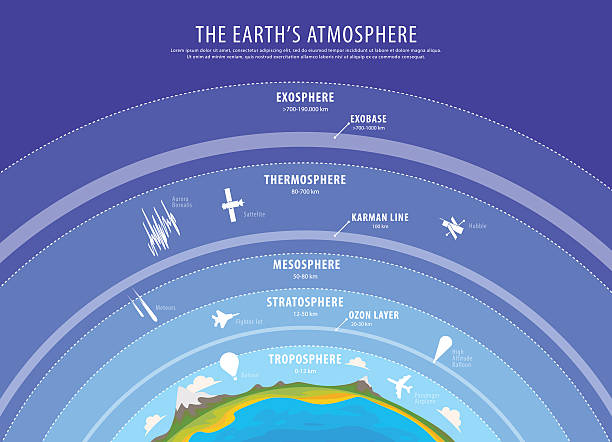 THE EARTH'S ATMOSPHERE
Lorem ipsum dolor sit amet, consectetur adipiscing elit, sed do eiusmod tempor incididunt ut labore et dolore magna aliqua.
Ut enim ad minim veniam, quis nostrud exercitation ullamco laboris nisi ut aliquip ex ea commodo consequat.
EXOSPHERE
>700-190.000 km
EXOBASE
>700-1000 km
THERMOSPHERE
80-700 km
Aurora
Borealis
Sattelite
KARMAN LINE
100 km
Hubble
MESOSPHERE
50-80 km
STRATOSPHERE
12-50 km
Meteors
OZON LAYER
20-30 km
Fighter Jet
High
Altitude
Balloon
TROPOSPHERE
0-12 km
Balloon
Passenger
Airplane